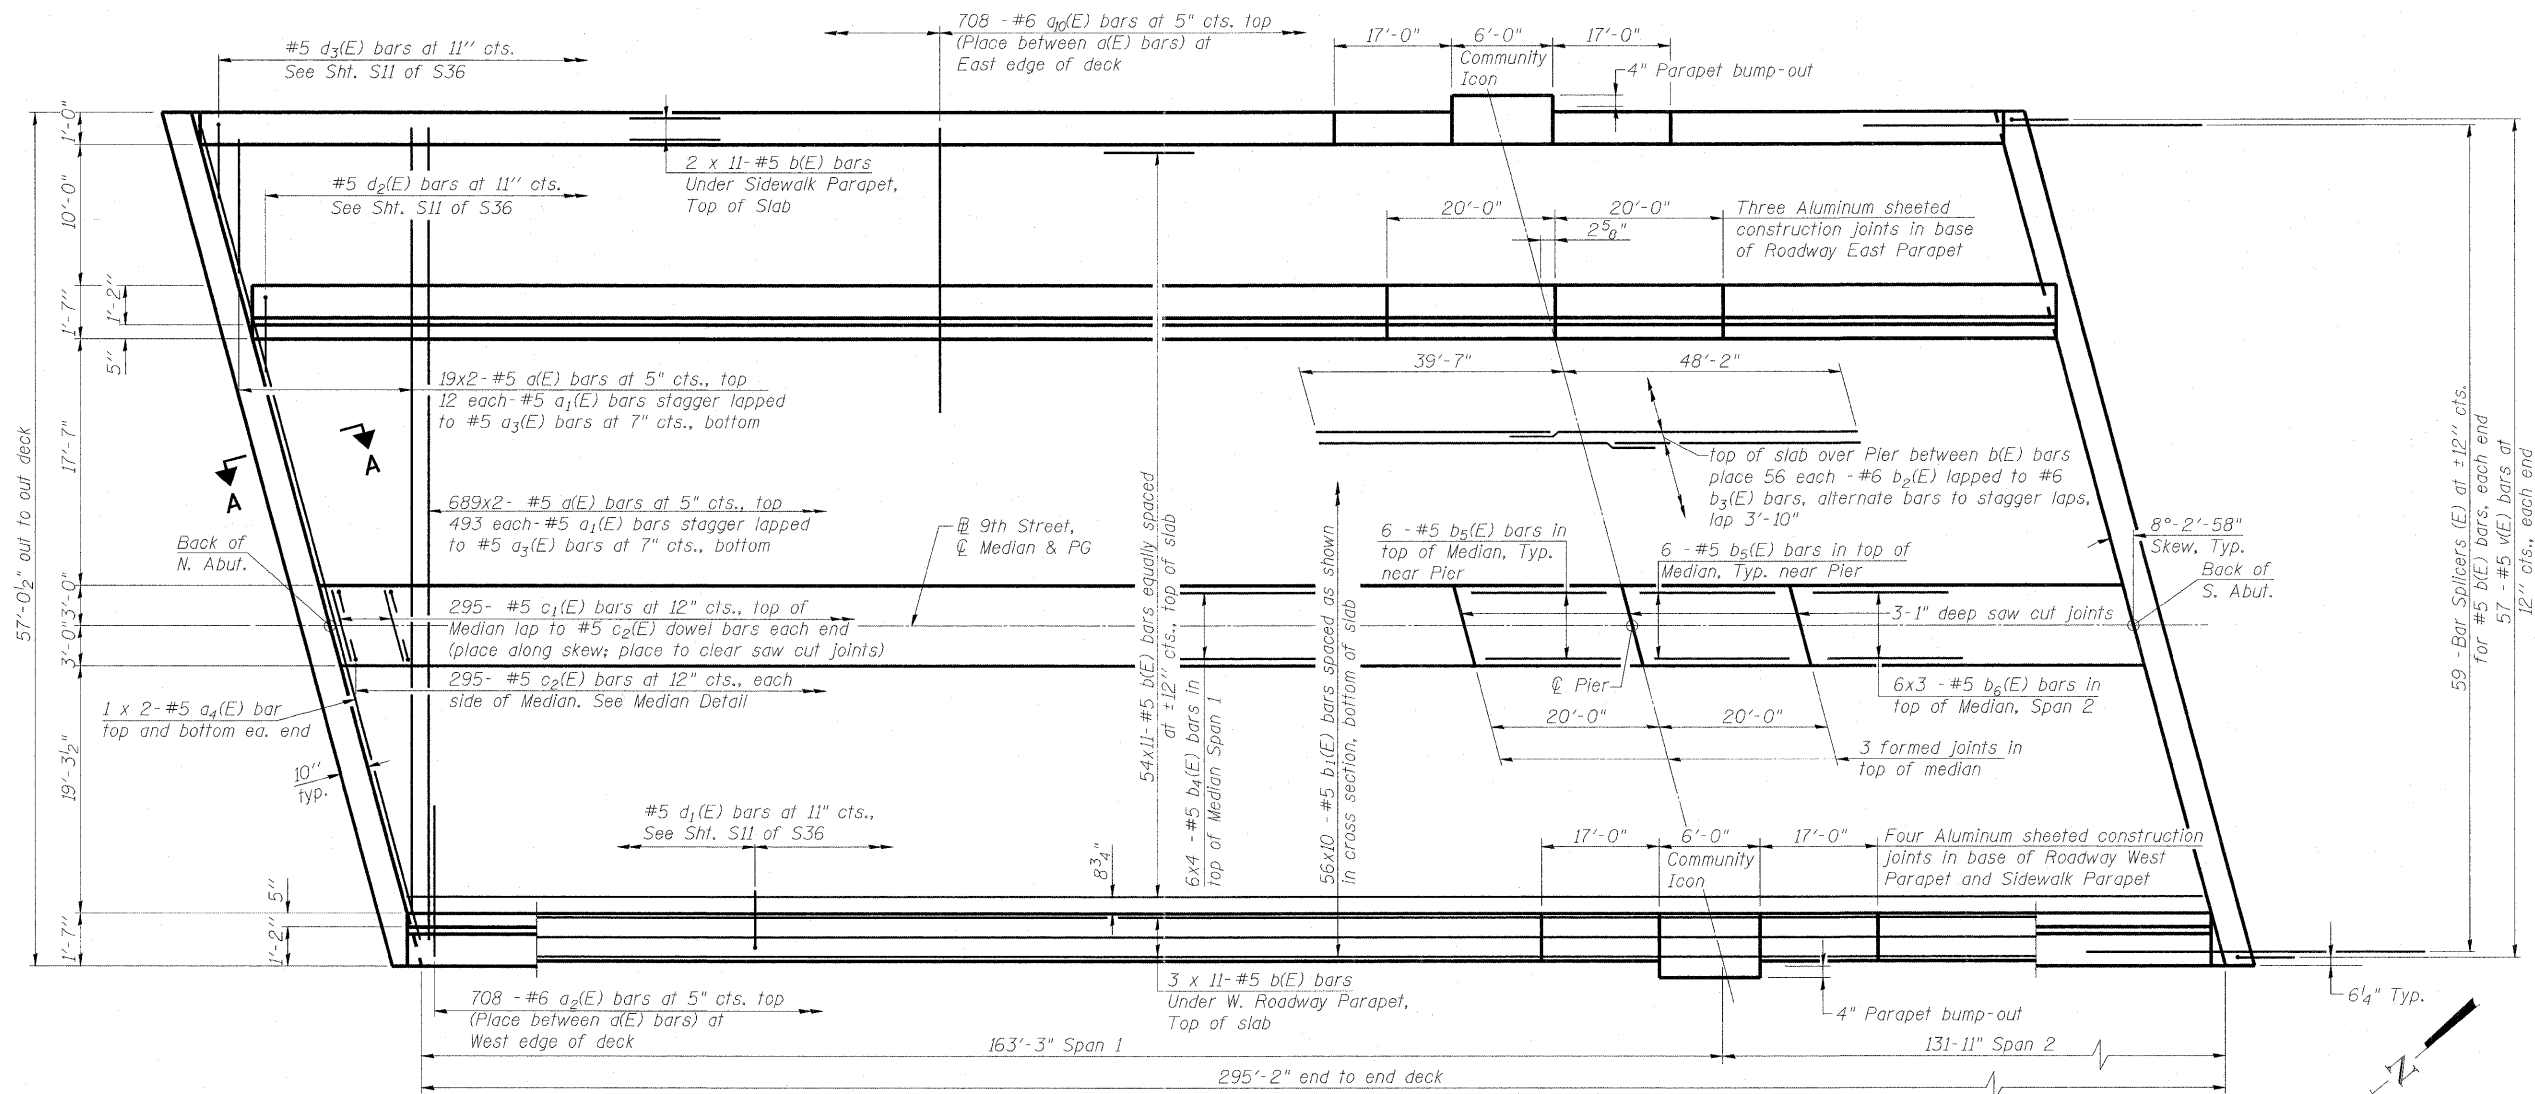 708 - #6 a10(E) bars at 5" cts. top
(Place between a(E) bars) at
East edge of deck
#5 d3(E) bars at 11" cts.
See Sht. S11 of S36
17'-0"
6'-0"
17'-0"
Community
Icon
4" Parapet bump-out
1'-0"
2 x 11-#5 b(E) bars
Under Sidewalk Parapet,
Top of Slab
#5 d2(E) bars at 11" cts.
See Sht. S11 of S36
10'-0"
20'-0"
20'-0"
2 5/8"
Three Aluminum sheeted
construction joints in base
of Roadway East Parapet
1'-7"
1'-2"
5"
39'-7"
48'-2"
19x2-#5 a(E) bars at 5" cts., top
12 each-#5 a1(E) bars stagger lapped
to #5 a3(E) bars at 7" cts., bottom
57'-0 1/2" out to out deck
17'-7"
A
A
top of slab over Pier between b(E) bars
place 56 each - #6 b2(E) lapped to #6
b3(E) bars, alternate bars to stagger laps,
lap 3'-10"
689x2- #5 a(E) bars at 5" cts., top
493 each-#5 a1(E) bars stagger lapped
to #5 a3(E) bars at 7" cts., bottom
℄ 9th Street,
℄ Median & PG
Back of
N. Abut.
6 - #5 b5(E) bars in
top of Median, Typ.
near Pier
6 - #5 b5(E) bars in top of
Median, Typ. near Pier
8°-2'-58"
Skew, Typ.
Back of
S. Abut.
3'-0"
3'-0"
295- #5 c1(E) bars at 12" cts., top of
Median lap to #5 c2(E) dowel bars each end
(place along skew; place to clear saw cut joints)
3-1" deep saw cut joints
295- #5 c2(E) bars at 12" cts., each
side of Median. See Median Detail
1 x 2-#5 a4(E) bar
top and bottom ea. end
℄ Pier
6x3 - #5 b6(E) bars in
top of Median, Span 2
20'-0"
20'-0"
3 formed joints in
top of median
54x11-#5 b(E) bars equally spaced
at ±12" cts., top of slab
6x4 - #5 b4(E) bars in
top of Median Span 1
56x10 - #5 b1(E) bars spaced as shown
in cross section, bottom of slab
59 -Bar Splicers (E) at ±12" cts.
for #5 b(E) bars, each end
57 - #5 v(E) bars at
12" cts., each end
19'-3 1/2"
10"
typ.
#5 d1(E) bars at 11" cts.,
See Sht. S11 of S36
8 3/4"
17'-0"
6'-0"
17'-0"
Community
Icon
Four Aluminum sheeted construction
joints in base of Roadway West
Parapet and Sidewalk Parapet
5"
1'-7"
1'-2"
3 x 11-#5 b(E) bars
Under W. Roadway Parapet,
Top of slab
6 1/4" Typ.
708 - #6 a2(E) bars at 5" cts. top
(Place between a(E) bars) at
West edge of deck
4" Parapet bump-out
163'-3" Span 1
131-11" Span 2
295'-2" end to end deck
N